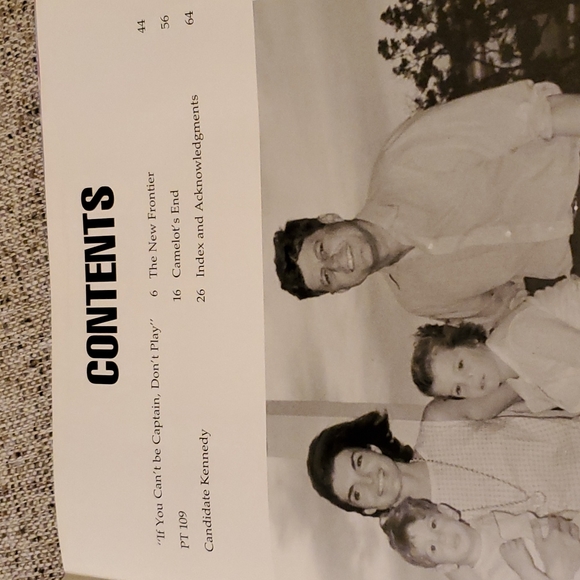 CONTENTS
"If You Can't be Captain, Don't Play" 6
PT 109 16
Candidate Kennedy 26
The New Frontier 44
Camelot's End 56
Index and Acknowledgments 64